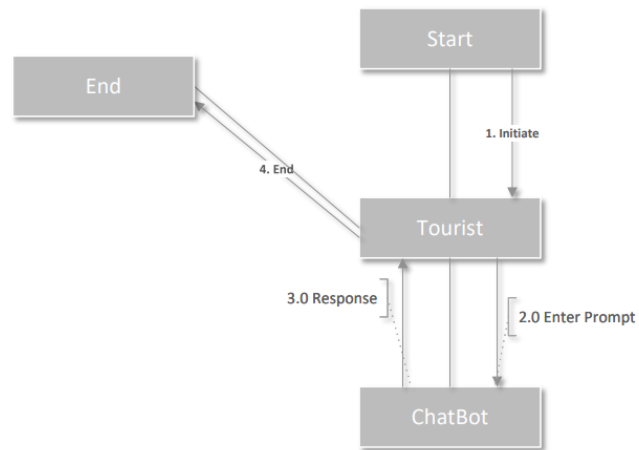 Start
End
1. Initiate
4. End
Tourist
3.0 Response
2.0 Enter Prompt
ChatBot